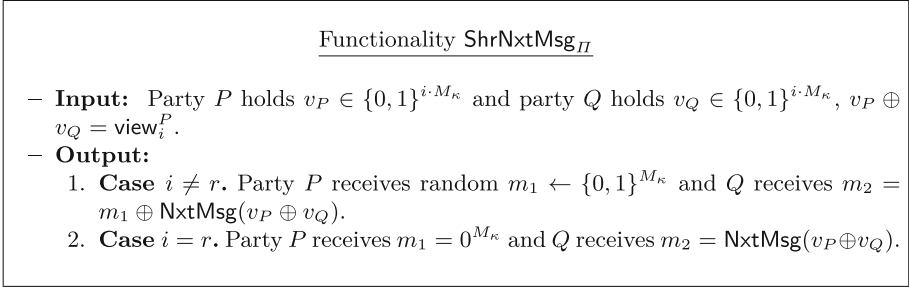 Functionality ShrNxtMsg_Π
– Input: Party P holds v_P ∈ {0, 1}^{i·M_κ} and party Q holds v_Q ∈ {0, 1}^{i·M_κ}, v_P ⊕
v_Q = view_i^P.
– Output:
1. Case i ≠ r. Party P receives random m_1 ← {0, 1}^{M_κ} and Q receives m_2 =
m_1 ⊕ NxtMsg(v_P ⊕ v_Q).
2. Case i = r. Party P receives m_1 = 0^{M_κ} and Q receives m_2 = NxtMsg(v_P ⊕ v_Q).